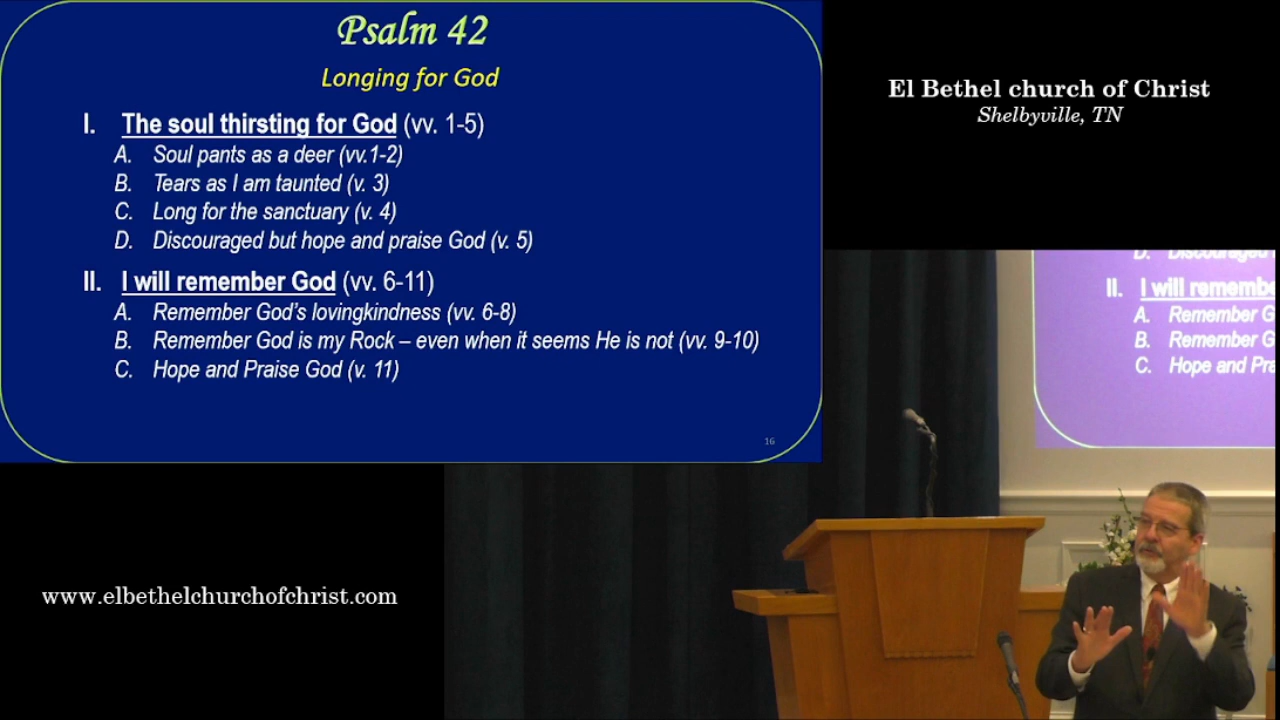 Psalm 42
Longing for God
I. The soul thirsting for God (vv. 1-5)
A. Soul pants as a deer (vv.1-2)
B. Tears as I am taunted (v. 3)
C. Long for the sanctuary (v. 4)
D. Discouraged but hope and praise God (v. 5)
II. I will remember God (vv. 6-11)
A. Remember God's lovingkindness (vv. 6-8)
B. Remember God is my Rock – even when it seems He is not (vv. 9-10)
C. Hope and Praise God (v. 11)
16
El Bethel church of Christ
Shelbyville, TN
D. Discouraged
II. I will remembe
A. Remember G
B. Remember G
C. Hope and Pra
www.elbethelchurchofchrist.com